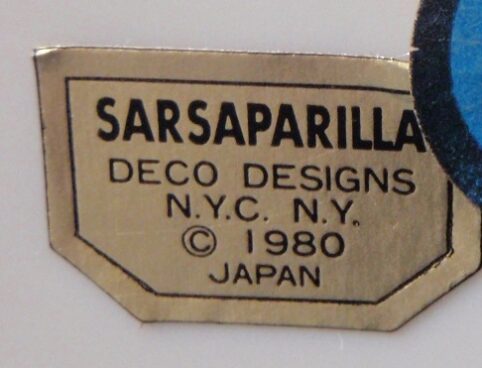 SARSAPARILLA
DECO DESIGNS
N.Y.C. N.Y.
© 1980
JAPAN